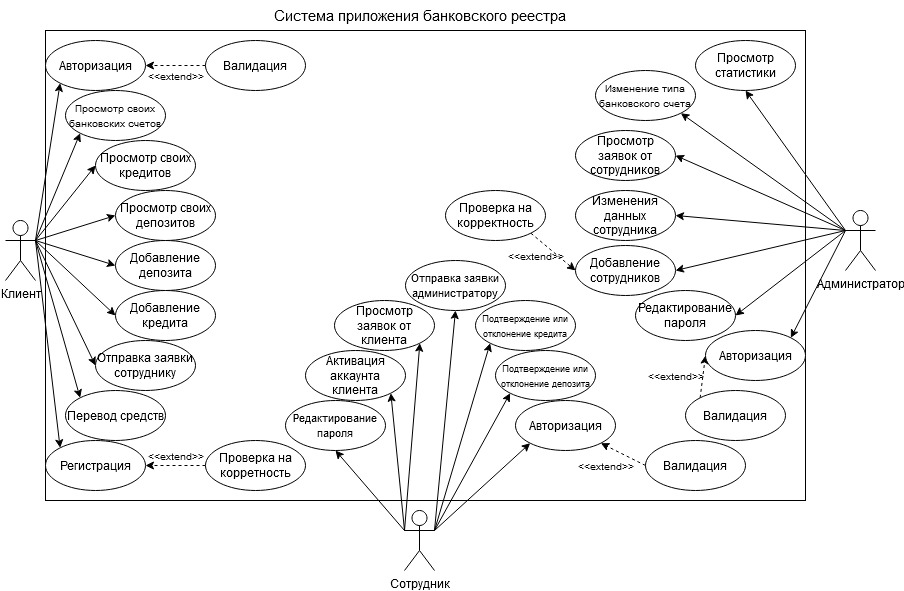 Система приложения банковского реестра
Авторизация
<<extend>>
Валидация
Просмотр своих
банковских счетов
Просмотр своих
кредитов
Просмотр своих
депозитов
Добавление
депозита
Добавление
кредита
Отправка заявки
сотруднику
Перевод средств
Регистрация
<<extend>>
Проверка на
корретность
Клиент
Просмотр
статистики
Изменение типа
банковского счета
Просмотр
заявок от
сотрудников
Изменения
данных
сотрудника
Проверка на
корректность
<<extend>>
Добавление
сотрудников
Редактирование
пароля
Авторизация
<<extend>>
Валидация
Администратор
Отправка заявки
администратору
Просмотр
заявок от
клиента
Подтверждение или
отклонение кредита
Активация
аккаунта
клиента
Подтверждение или
отклонение депозита
Редактирование
пароля
Авторизация
<<extend>>
Валидация
Сотрудник